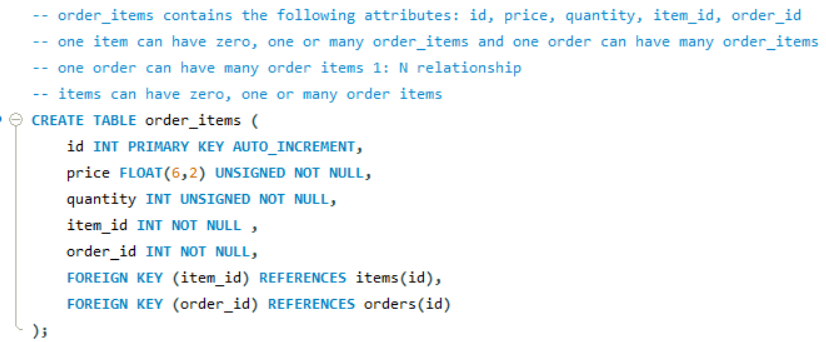 -- order_items contains the following attributes: id, price, quantity, item_id, order_id
-- one item can have zero, one or many order_items and one order can have many order_items
-- one order can have many order items 1: N relationship
-- items can have zero, one or many order items
CREATE TABLE order_items (
id INT PRIMARY KEY AUTO_INCREMENT,
price FLOAT(6,2) UNSIGNED NOT NULL,
quantity INT UNSIGNED NOT NULL,
item_id INT NOT NULL ,
order_id INT NOT NULL,
FOREIGN KEY (item_id) REFERENCES items(id),
FOREIGN KEY (order_id) REFERENCES orders(id)
);